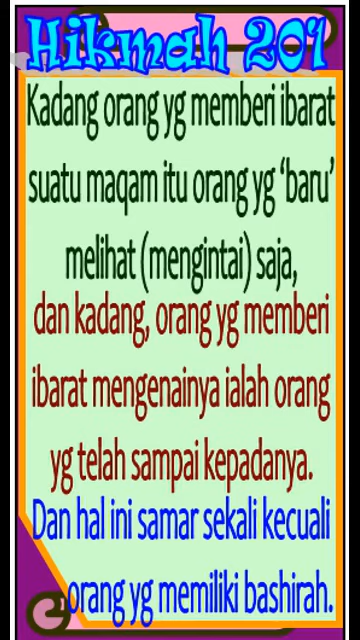 Hikmah 201
Kadang orang yg memberi ibarat
suatu maqam itu orang yg ‘baru’
melihat (mengintai) saja,
dan kadang, orang yg memberi
ibarat mengenainya ialah orang
yg telah sampai kepadanya.
Dan hal ini samar sekali kecuali
orang yg memiliki bashirah.